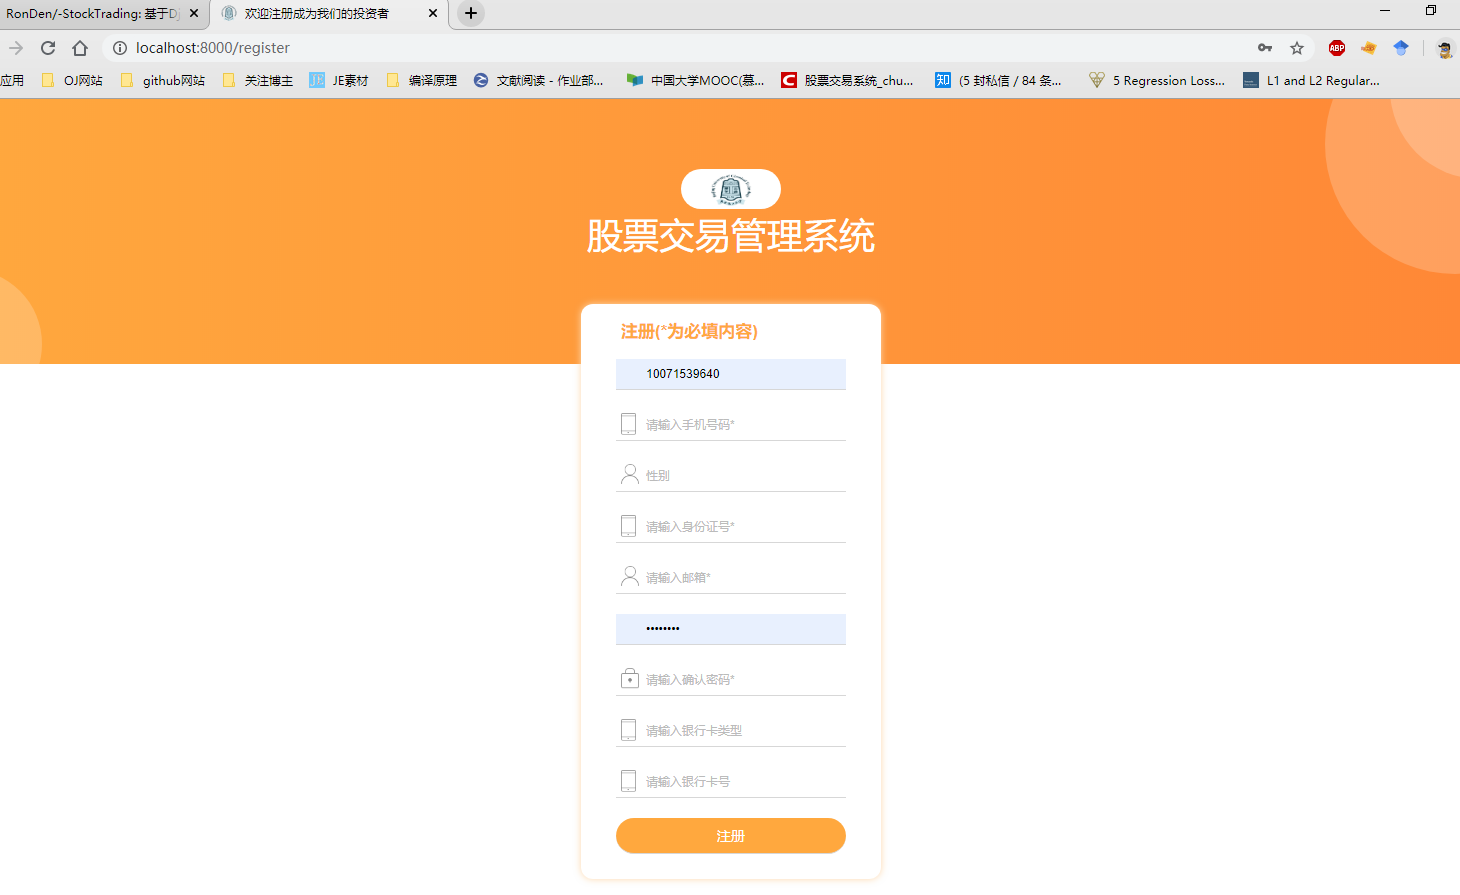 RonDen/-StockTrading: 基于Dj
欢迎注册成为我们的投资者
localhost:8000/register
ABP
应用
OJ网站
github网站
关注博主
JE素材
编译原理
文献阅读 - 作业部...
中国大学MOOC(慕...
股票交易系统_chu...
(5 封私信 / 84 条...
5 Regression Loss...
L1 and L2 Regular...
股票交易管理系统
注册(*为必填内容)
10071539640
请输入手机号码*
性别
请输入身份证号*
请输入邮箱*
••••••••
请输入确认密码*
请输入银行卡类型
请输入银行卡号
注册